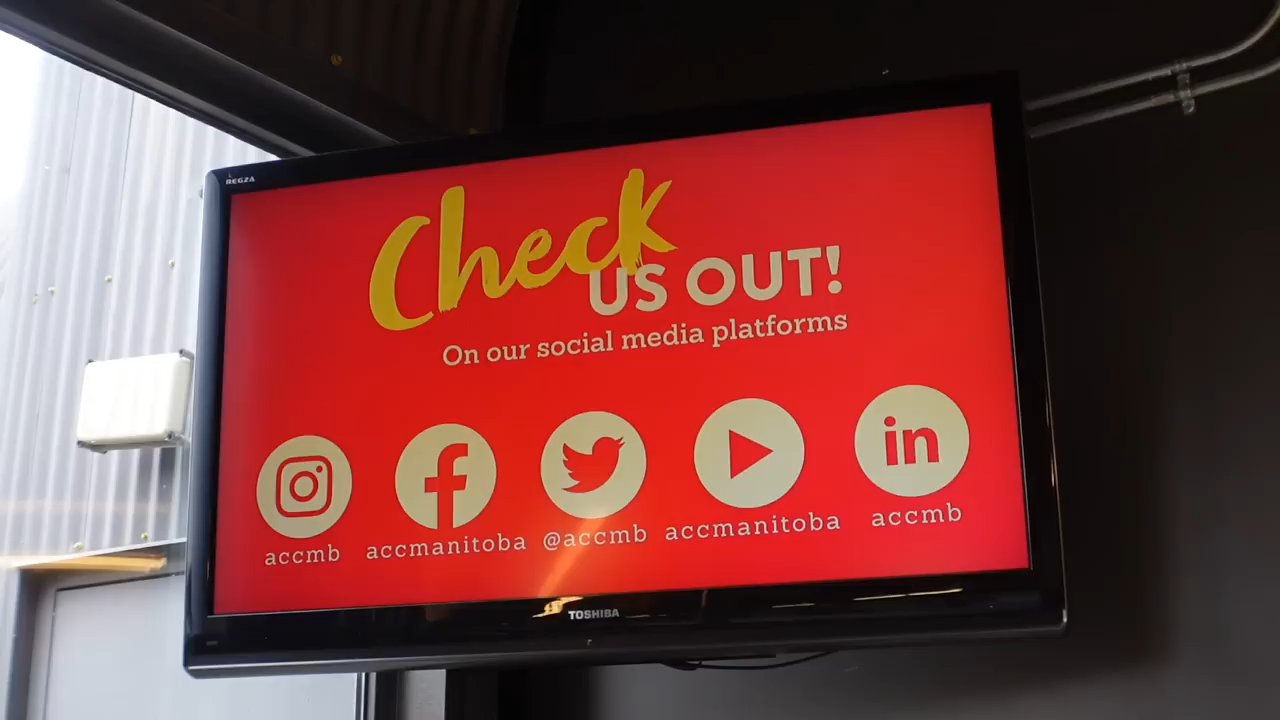 REGZA
Check
US OUT!
On our social media platforms
in
accmb
accmanitoba
@accmb
accmanitoba
accmb
TOSHIBA